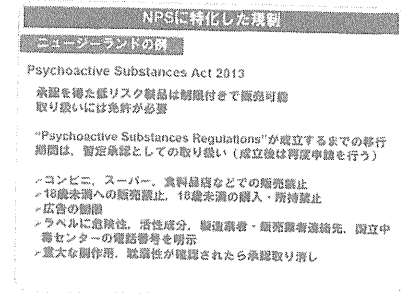 NPSに特化した規制
ニュージーランドの例
Psychoactive Substances Act 2013
承認を得た低リスク製品は制限付きで販売可能
取り扱いには免許が必要
“Psychoactive Substances Regulations”が成立するまでの移行
期間は、暫定承認としての取り扱い（成立後は再度申請を行う）
➢コンビニ、スーパー、食料品店などでの販売禁止
➢18歳未満への販売禁止、18歳未満の購入・所持禁止
➢広告の制限
➢ラベルに危険性、活性成分、製造業者・販売業者連絡先、国立中
毒センターの電話番号を明示
➢重大な副作用、依存性が確認されたら承認取り消し